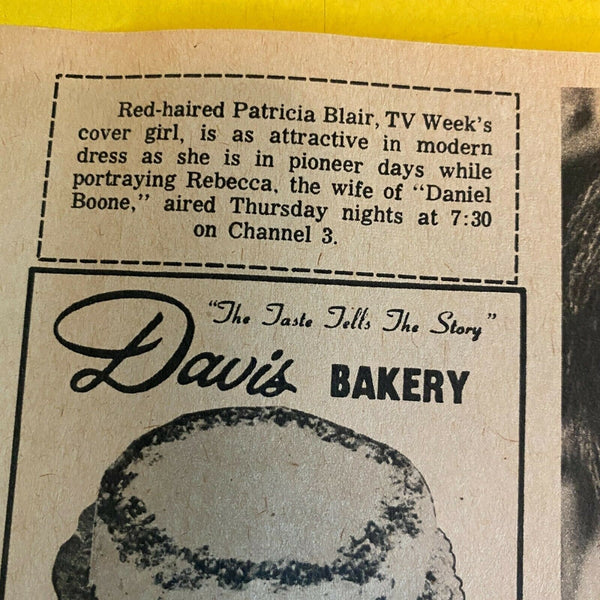 Red-haired Patricia Blair, TV Week's
cover girl, is as attractive in modern
dress as she is in pioneer days while
portraying Rebecca, the wife of "Daniel
Boone," aired Thursday nights at 7:30
on Channel 3.
"The Taste Tells The Story"
Davis BAKERY